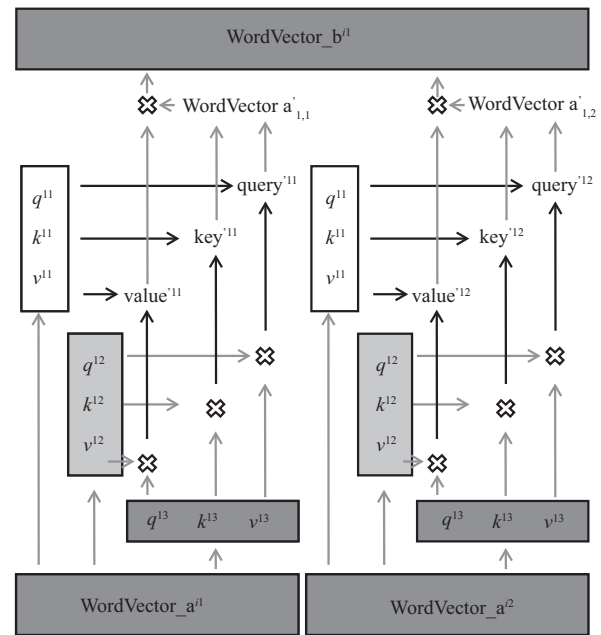 WordVector_b^{i1}
WordVector a^{'}_{1,1} WordVector a^{'}_{1,2}
q^{11} query^{'11} q^{11} query^{'12}
k^{11} key^{'11} k^{11} key^{'12}
v^{11} value^{'11} v^{11} value^{'12}
q^{12} q^{12}
k^{12} k^{12}
v^{12} v^{12}
q^{13} k^{13} v^{13} q^{13} k^{13} v^{13}
WordVector_a^{i1} WordVector_a^{i2}